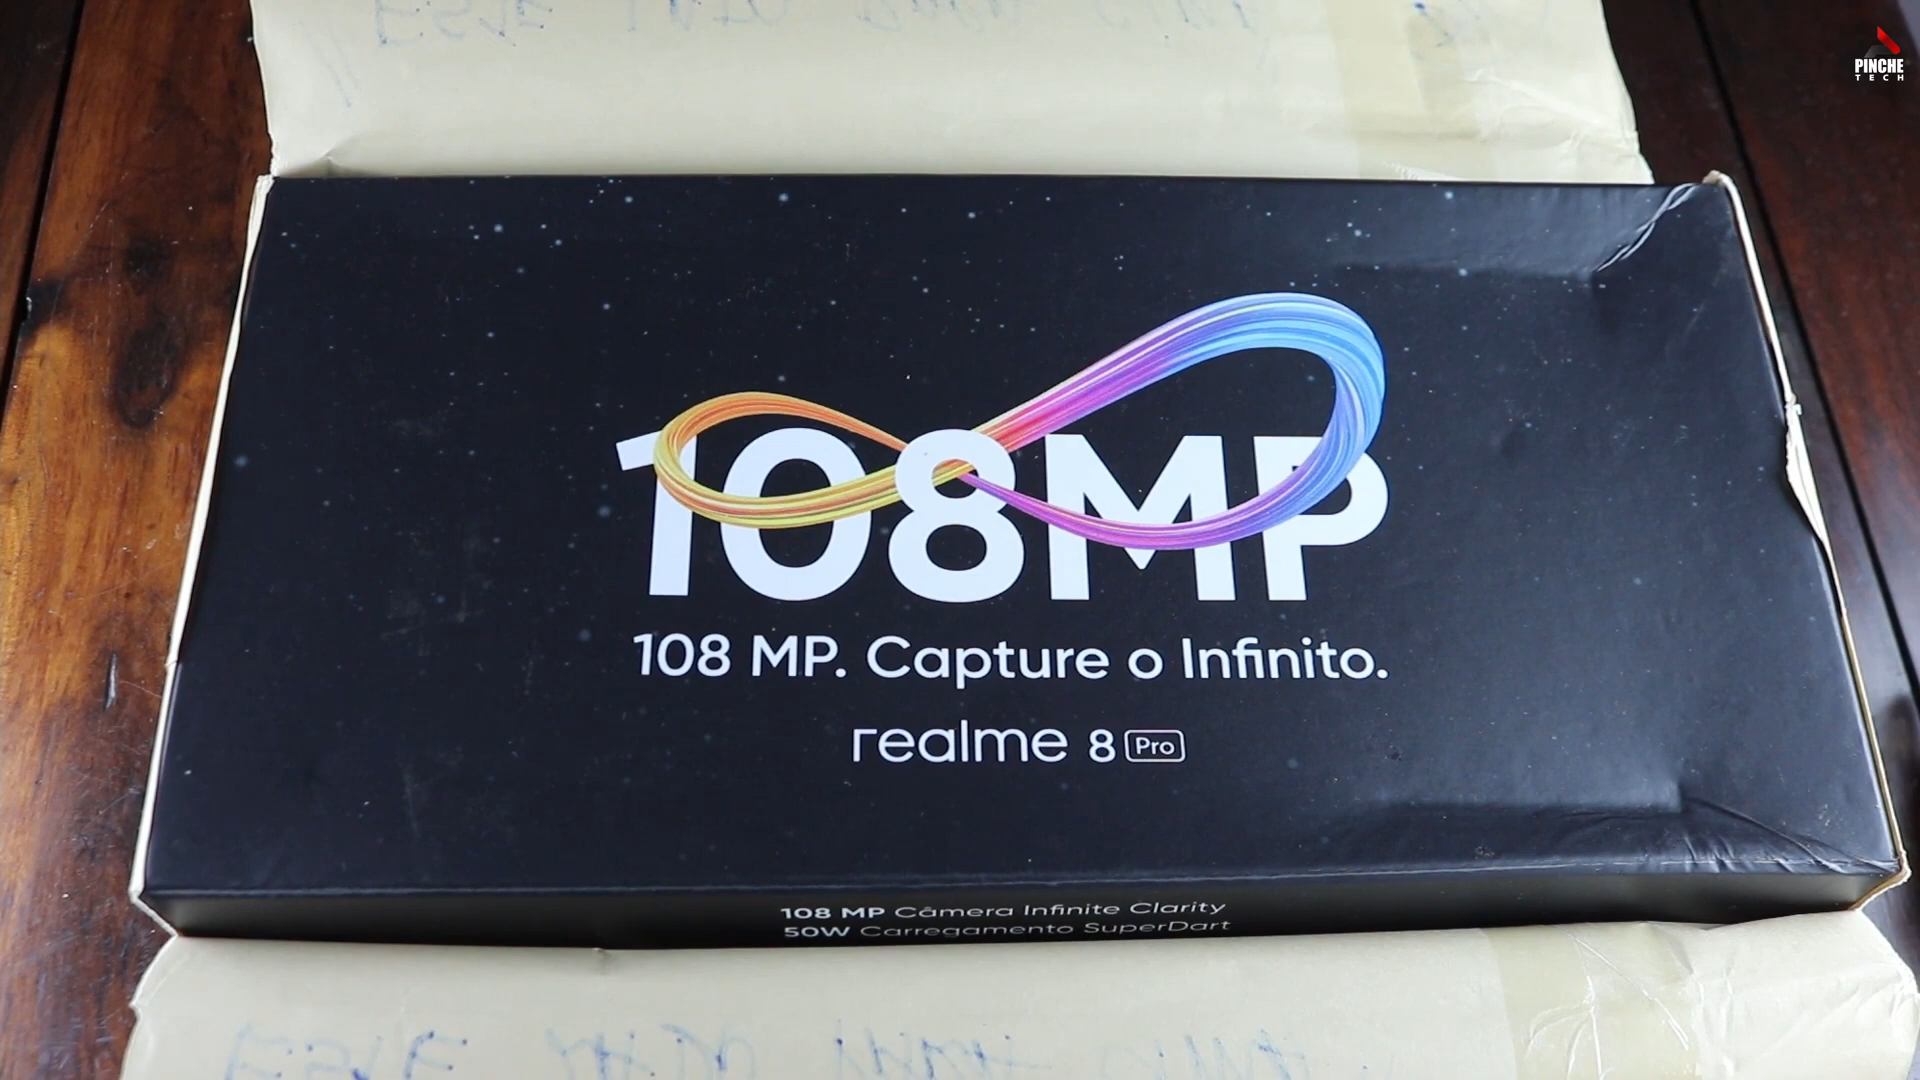 PINCHE
TECH
108MP
108 MP. Capture o Infinito.
realme 8 Pro
108 MP Câmera Infinite Clarity
50W Carregamento SuperDart